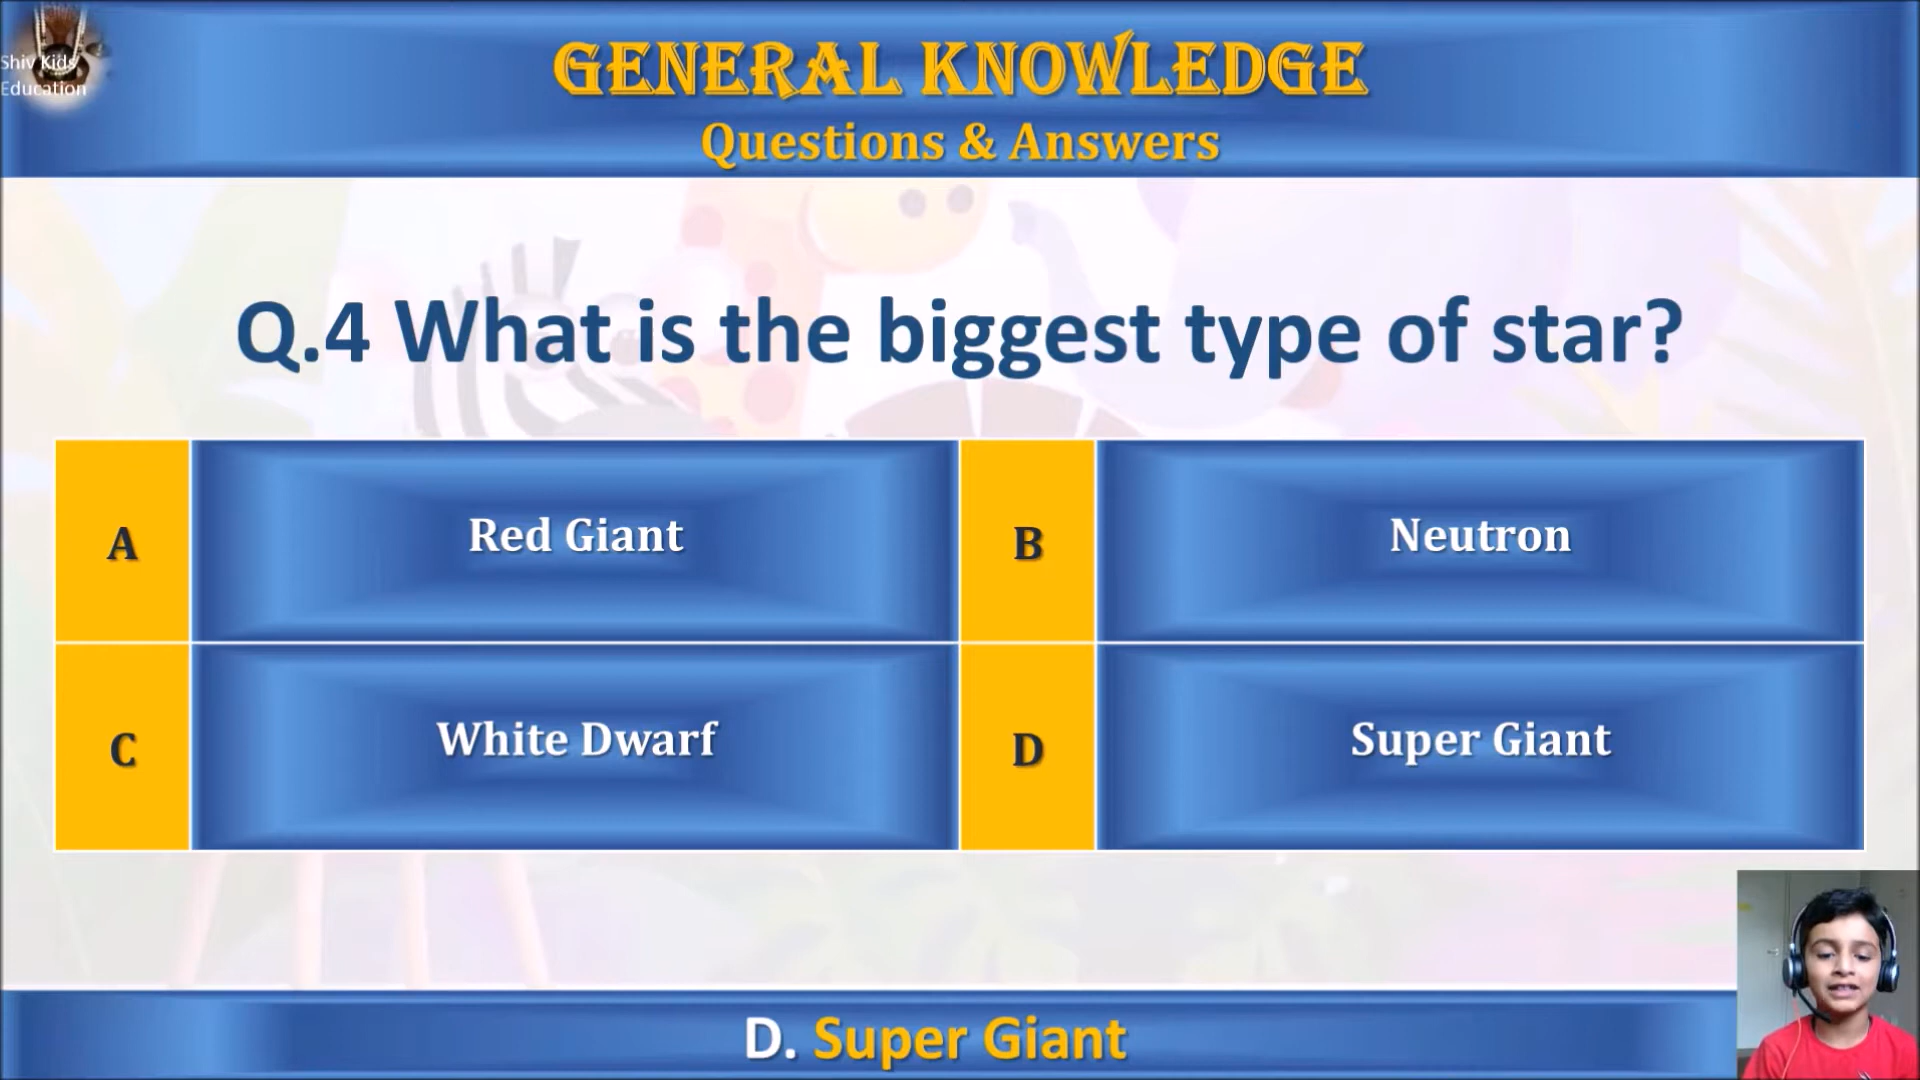 Shiv Kids
Education
GENERAL KNOWLEDGE
Questions & Answers
Q.4 What is the biggest type of star?
A Red Giant B Neutron
C White Dwarf D Super Giant
D. Super Giant